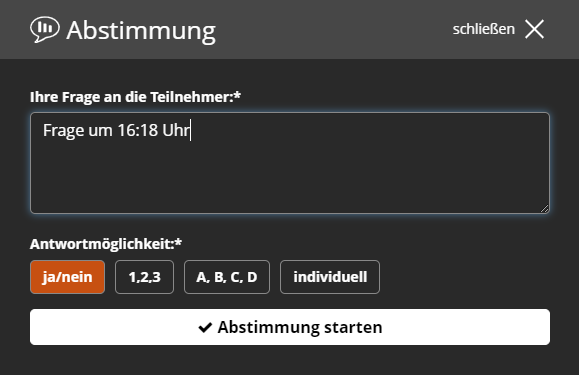 Abstimmung
schließen
Ihre Frage an die Teilnehmer:*
Frage um 16:18 Uhr
Antwortmöglichkeit:*
ja/nein 1,2,3 A, B, C, D individuell
Abstimmung starten